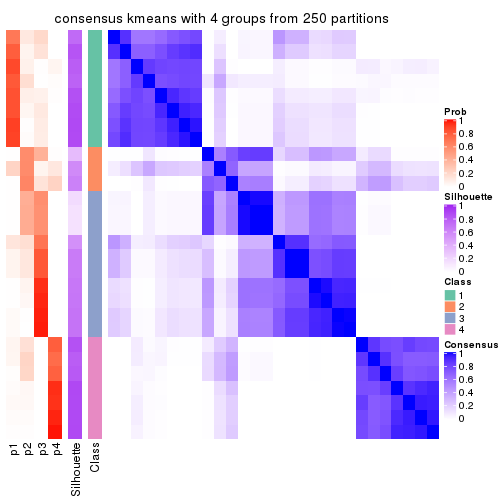 consensus kmeans with 4 groups from 250 partitions
Prob
1
0.8
0.6
0.4
0.2
0
Silhouette
1
0.8
0.6
0.4
0.2
0
Class
1
2
3
4
Consensus
1
0.8
0.6
0.4
0.2
0
p1
p2
p3
p4
Silhouette
Class